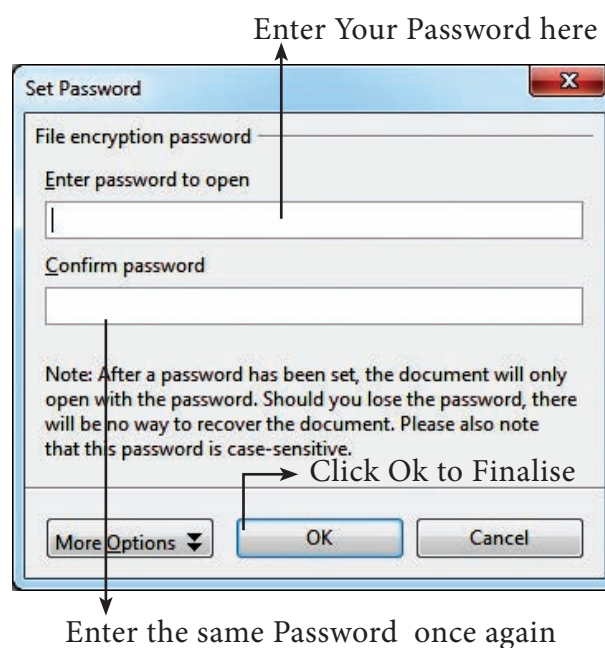 Enter Your Password here
Set Password
File encryption password
Enter password to open
Confirm password
Note: After a password has been set, the document will only
open with the password. Should you lose the password, there
will be no way to recover the document. Please also note
that this password is case-sensitive.
Click Ok to Finalise
More Options
OK
Cancel
Enter the same Password once again